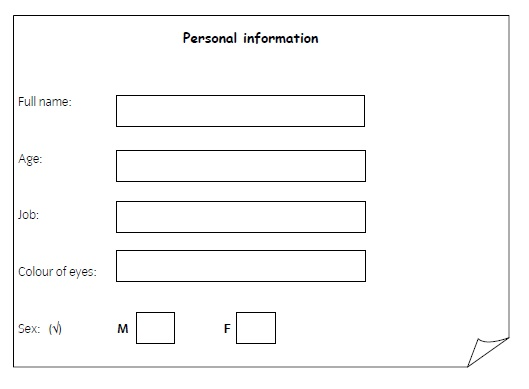 Personal information
Full name:
Age:
Job:
Colour of eyes:
Sex: (√) M F